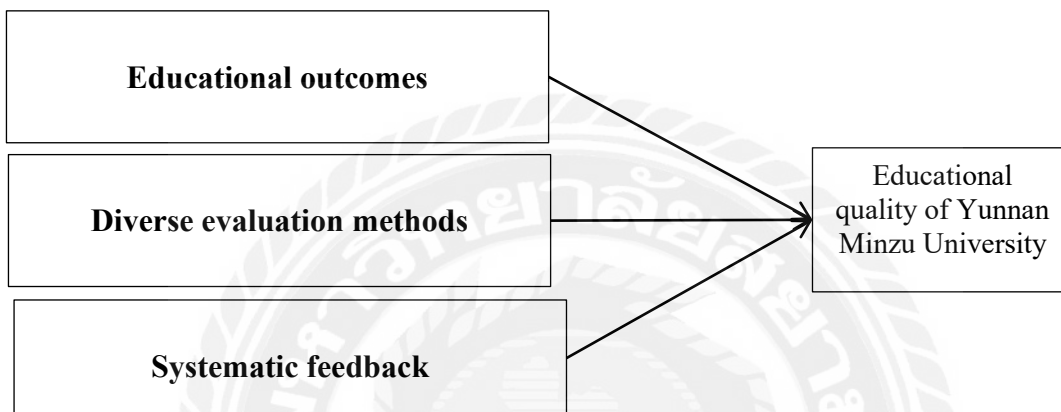 Educational outcomes
Diverse evaluation methods
Systematic feedback
Educational
quality of Yunnan
Minzu University